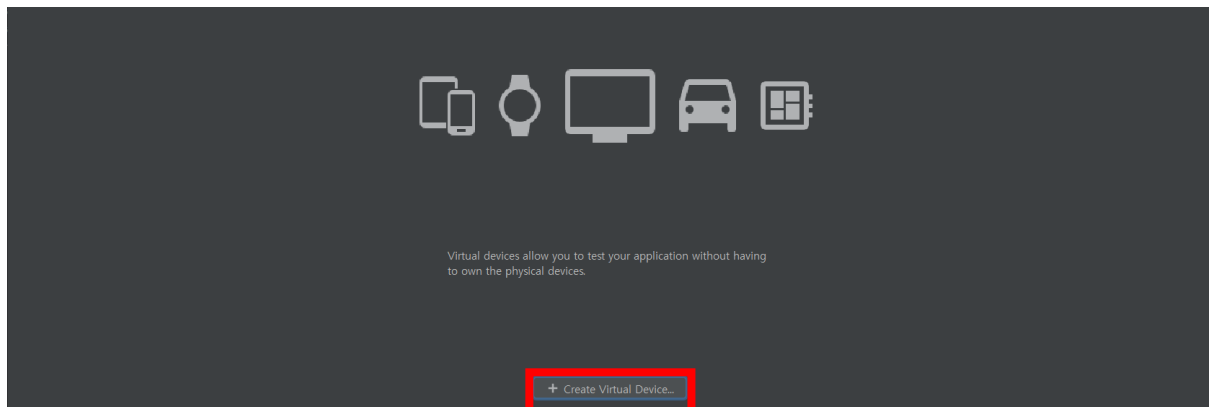 Virtual devices allow you to test your application without having
to own the physical devices.
+ Create Virtual Device...